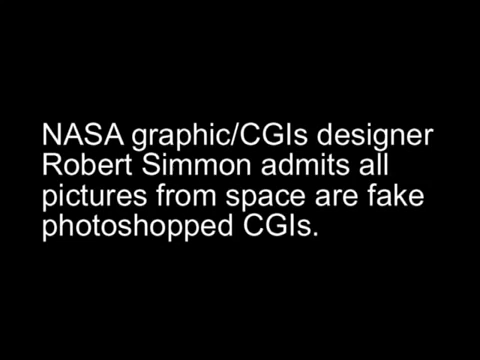 NASA graphic/CGIs designer
Robert Simmon admits all
pictures from space are fake
photoshopped CGIs.